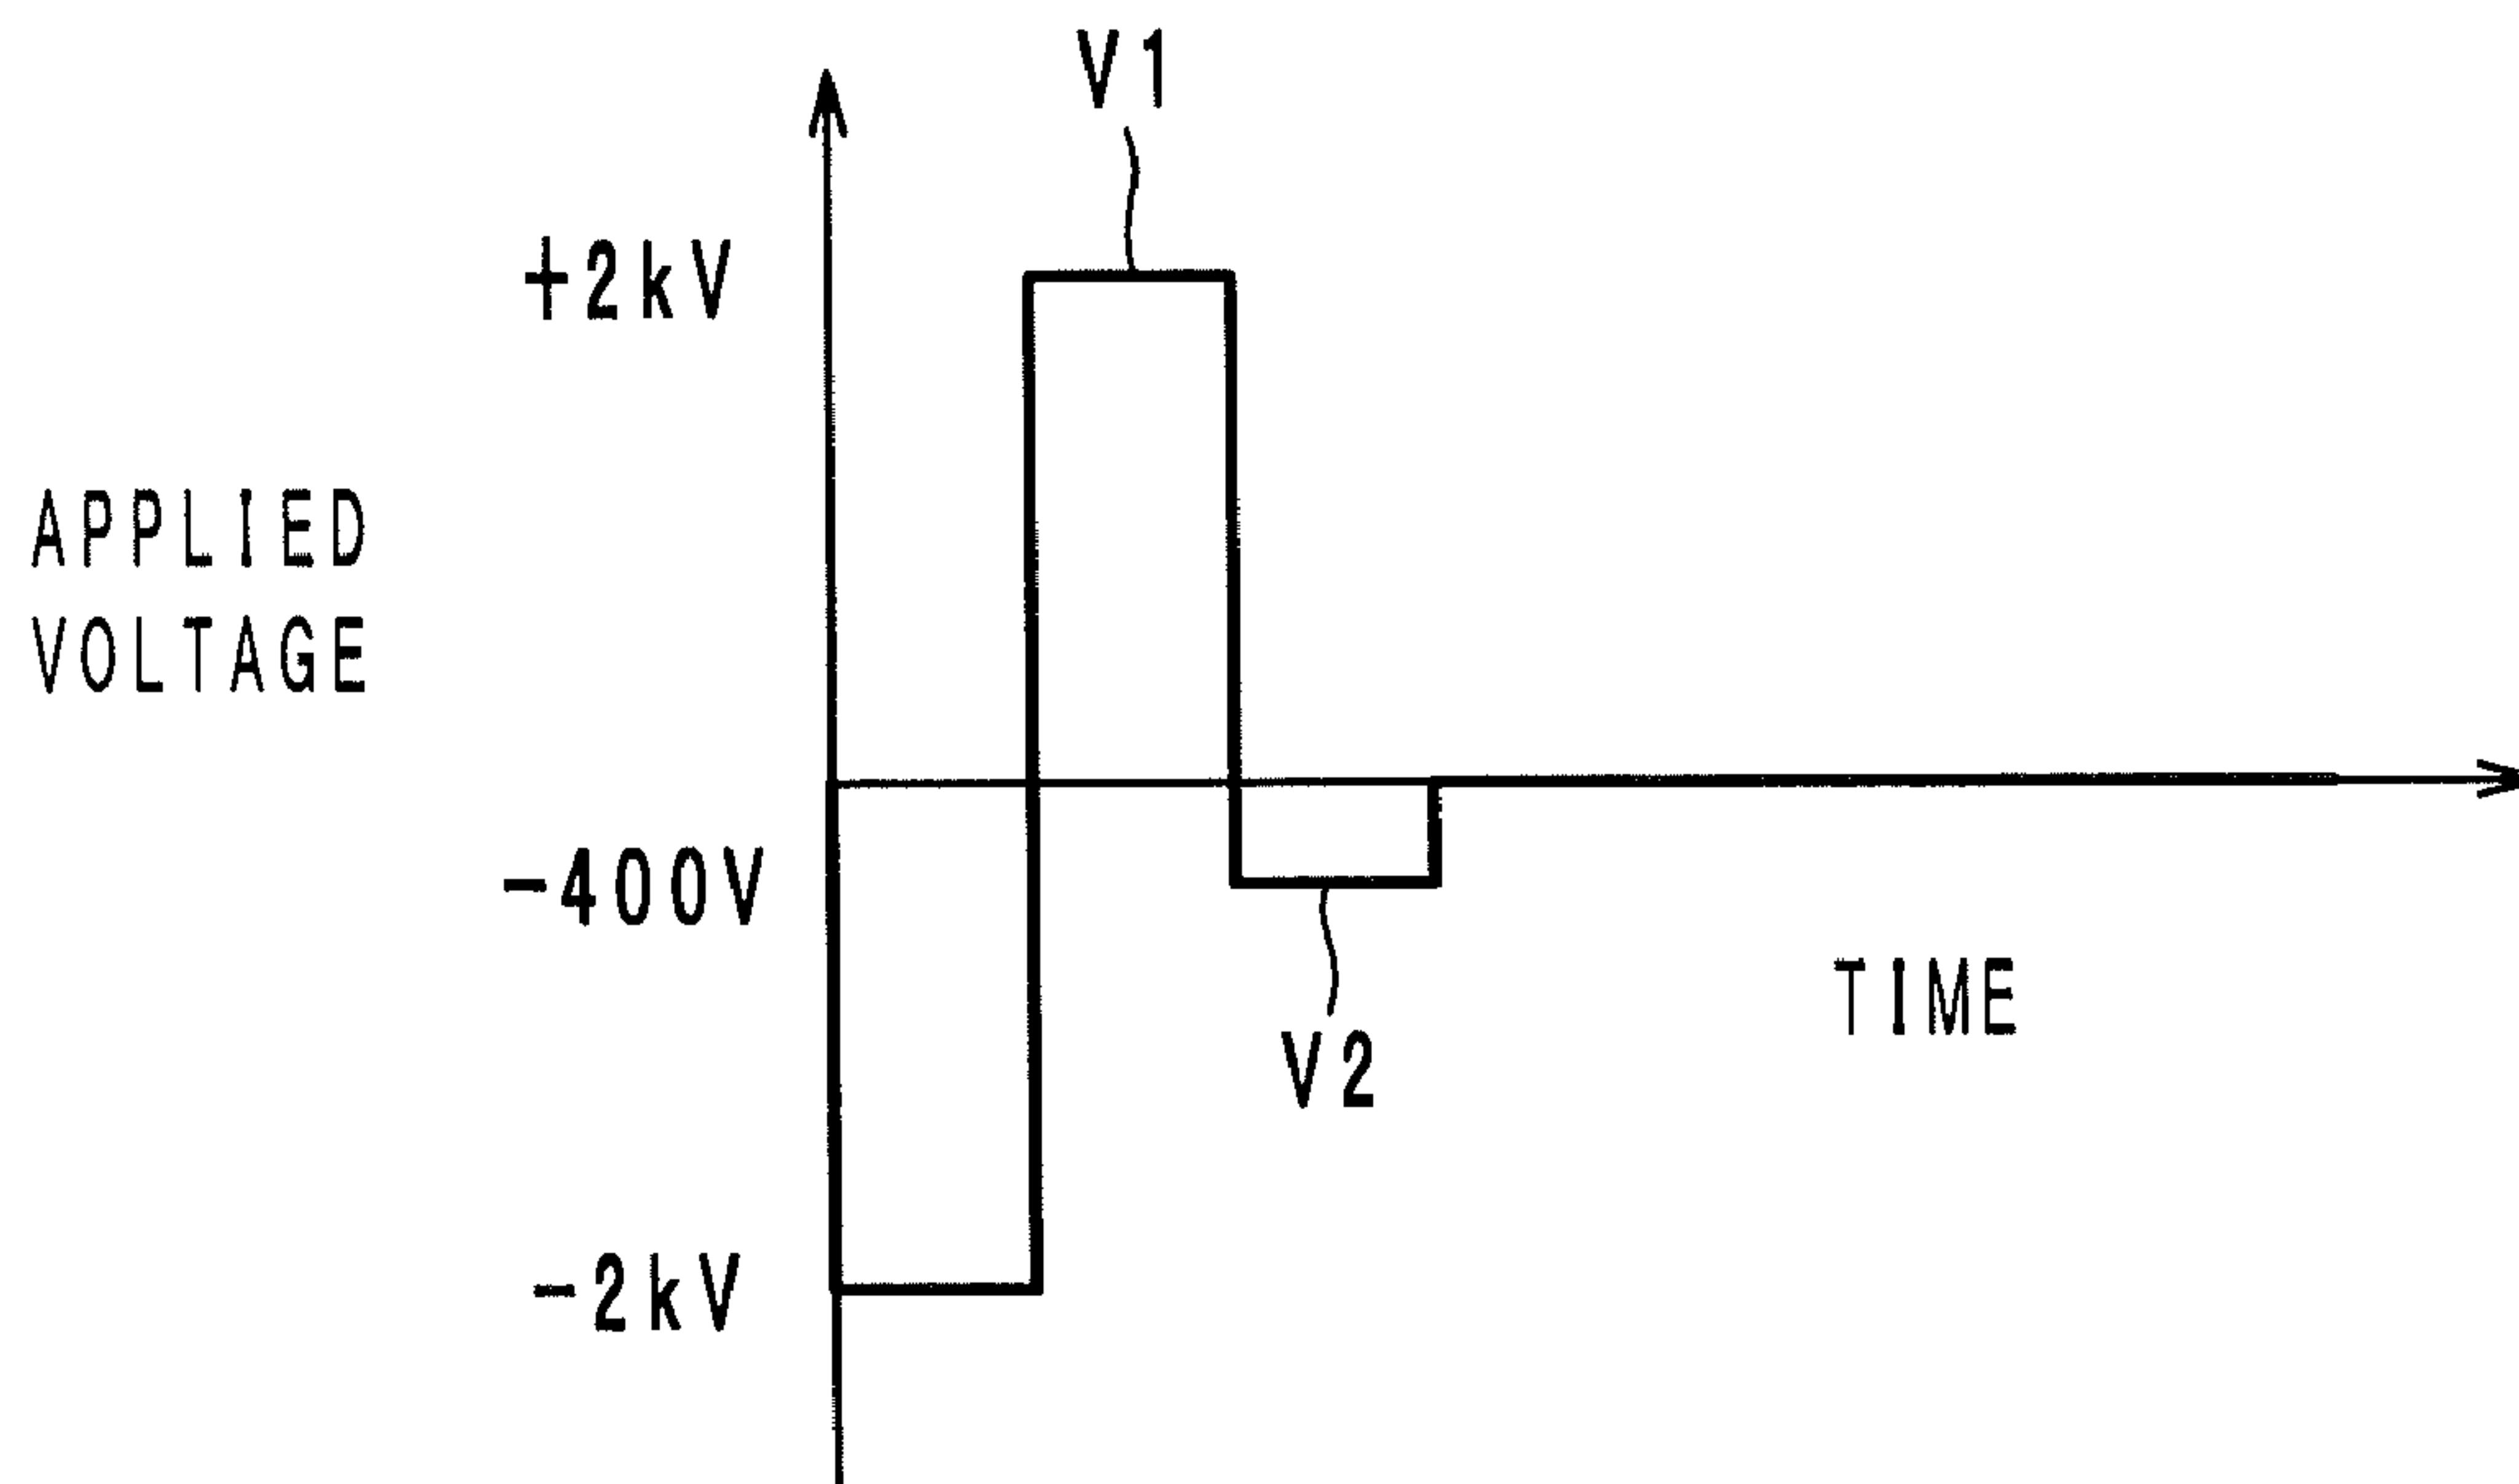 V1
+2kV
APPLIED
VOLTAGE
-400V
TIME
V2
-2kV